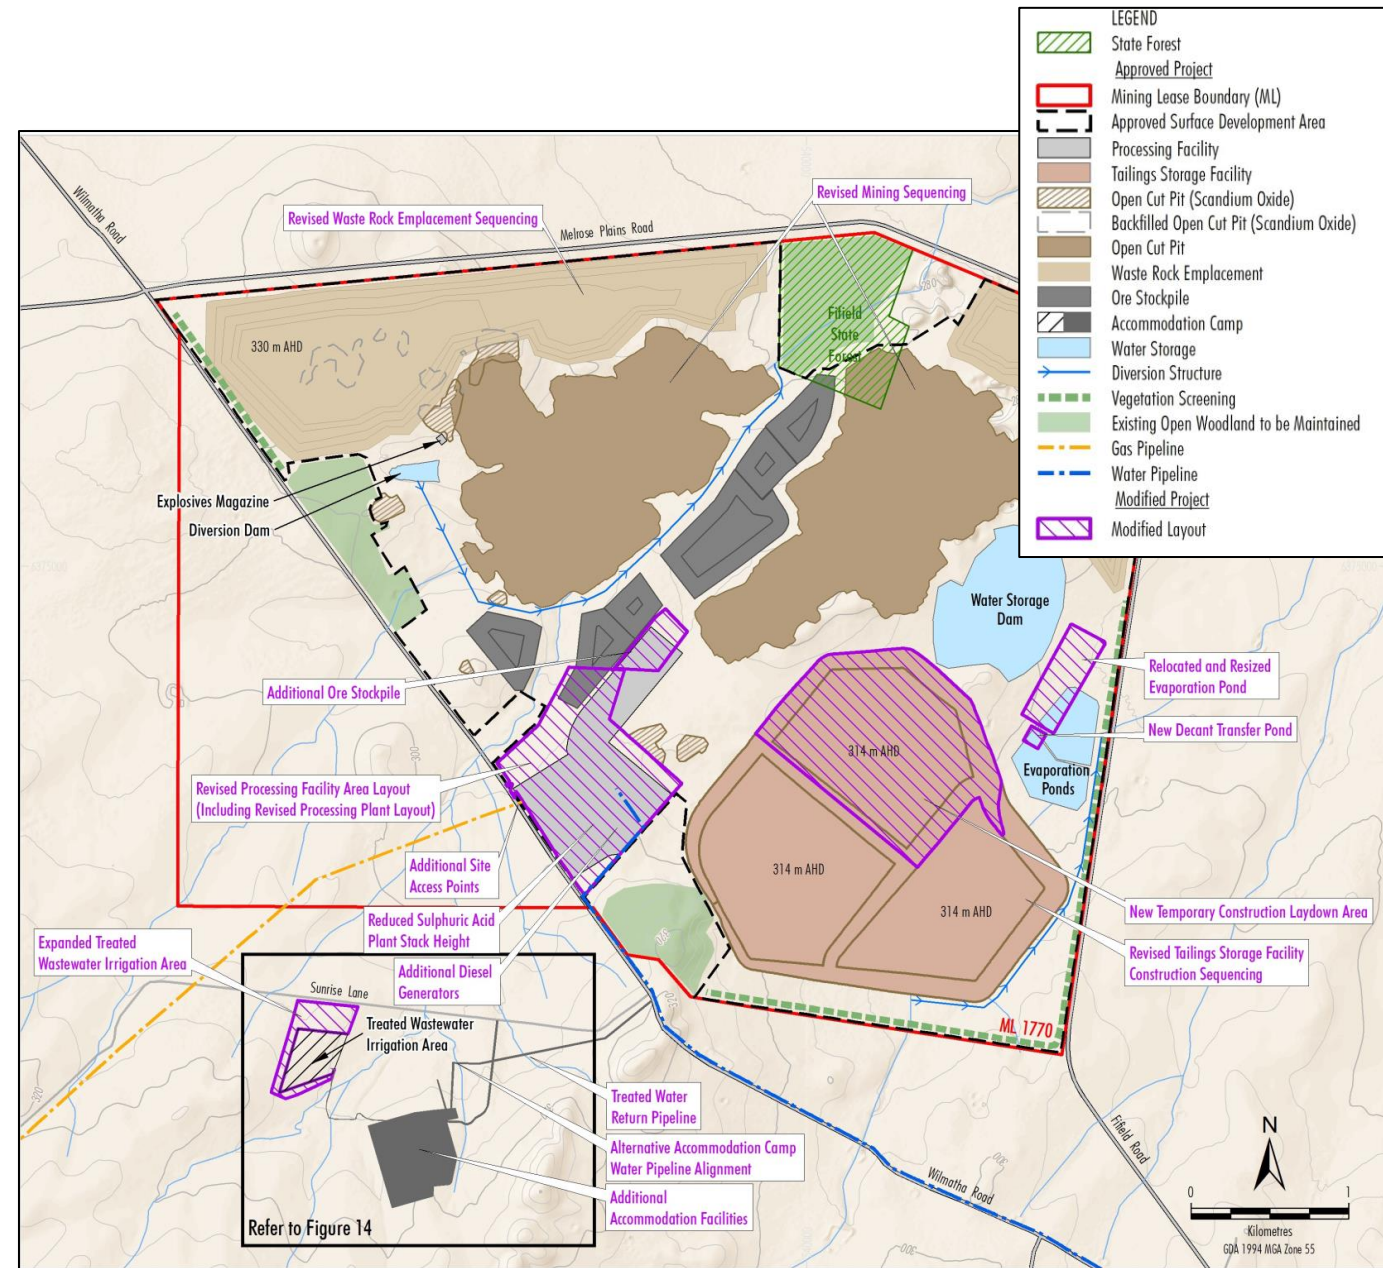 LEGEND
State Forest
Approved Project
Mining Lease Boundary (ML)
Approved Surface Development Area
Processing Facility
Tailings Storage Facility
Open Cut Pit (Scandium Oxide)
Backfilled Open Cut Pit (Scandium Oxide)
Open Cut Pit
Waste Rock Emplacement
Ore Stockpile
Accommodation Camp
Water Storage
Diversion Structure
Vegetation Screening
Existing Open Woodland to be Maintained
Gas Pipeline
Water Pipeline
Modified Project
Modified Layout
Wilmatha Road
Revised Waste Rock Emplacement Sequencing
Melrose Plains Road
Revised Mining Sequencing
280
Fifield
State
Forest
330 m AHD
Explosives Magazine
Diversion Dam
Water Storage
Dam
Additional Ore Stockpile
Relocated and Resized
Evaporation Pond
New Decant Transfer Pond
300
314 m AHD
Evaporation
Ponds
Revised Processing Facility Area Layout
(Including Revised Processing Plant Layout)
Additional Site
Access Points
314 m AHD
314 m AHD
New Temporary Construction Laydown Area
Reduced Sulphuric Acid
Plant Stack Height
320
Revised Tailings Storage Facility
Construction Sequencing
Expanded Treated
Wastewater Irrigation Area
Additional Diesel
Generators
Sunrise Lane
320
ML 1770
Treated Wastewater
Irrigation Area
320
Treated Water
Return Pipeline
Alternative Accommodation Camp
Water Pipeline Alignment
Additional
Accommodation Facilities
Refer to Figure 14
Fifield Road
300
Wilmatha Road
300
N
0 1
Kilometres
GDA 1994 MGA Zone 55